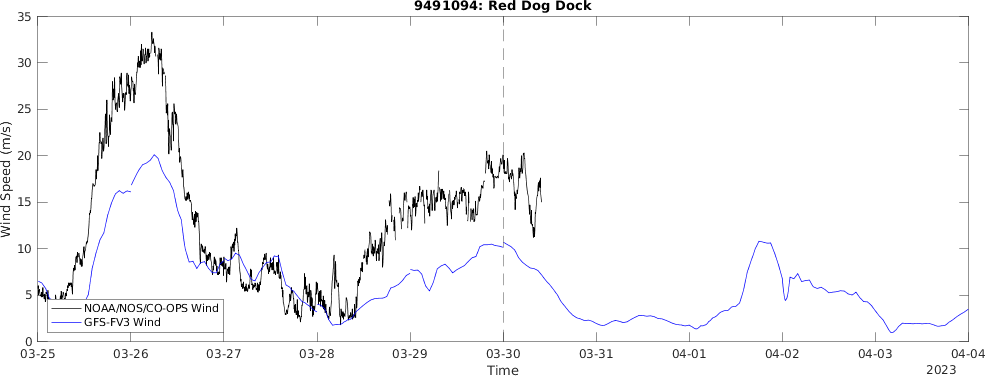 9491094: Red Dog Dock
Wind Speed (m/s)
35
30
25
20
15
10
5
0
NOAA/NOS/CO-OPS Wind
GFS-FV3 Wind
03-25 03-26 03-27 03-28 03-29 03-30 03-31 04-01 04-02 04-03 04-04
Time
2023